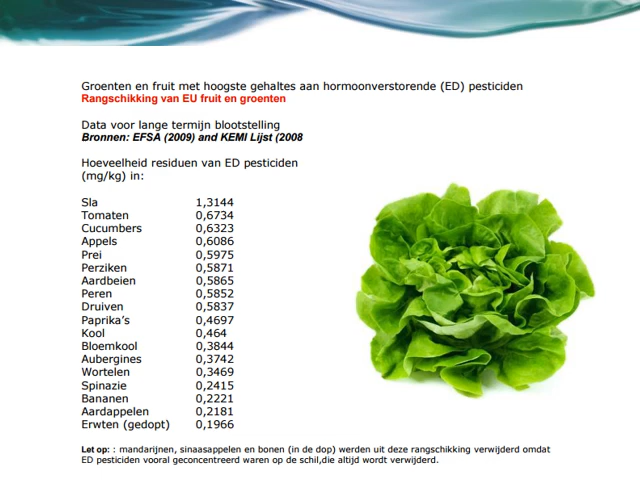 Groenten en fruit met hoogste gehaltes aan hormoonverstorende (ED) pesticiden
Rangschikking van EU fruit en groenten
Data voor lange termijn blootstelling
Bronnen: EFSA (2009) and KEMI Lijst (2008
Hoeveelheid residuen van ED pesticiden
(mg/kg) in:
Sla 1,3144
Tomaten 0,6734
Cucumbers 0,6323
Appels 0,6086
Prei 0,5975
Perziken 0,5871
Aardbeien 0,5865
Peren 0,5852
Druiven 0,5837
Paprika's 0,4697
Kool 0,464
Bloemkool 0,3844
Aubergines 0,3742
Wortelen 0,3469
Spinazie 0,2415
Bananen 0,2221
Aardappelen 0,2181
Erwten (gedopt) 0,1966
Let op: : mandarijnen, sinaasappelen en bonen (in de dop) werden uit deze rangschikking verwijderd omdat
ED pesticiden vooral geconcentreerd waren op de schil,die altijd wordt verwijderd.